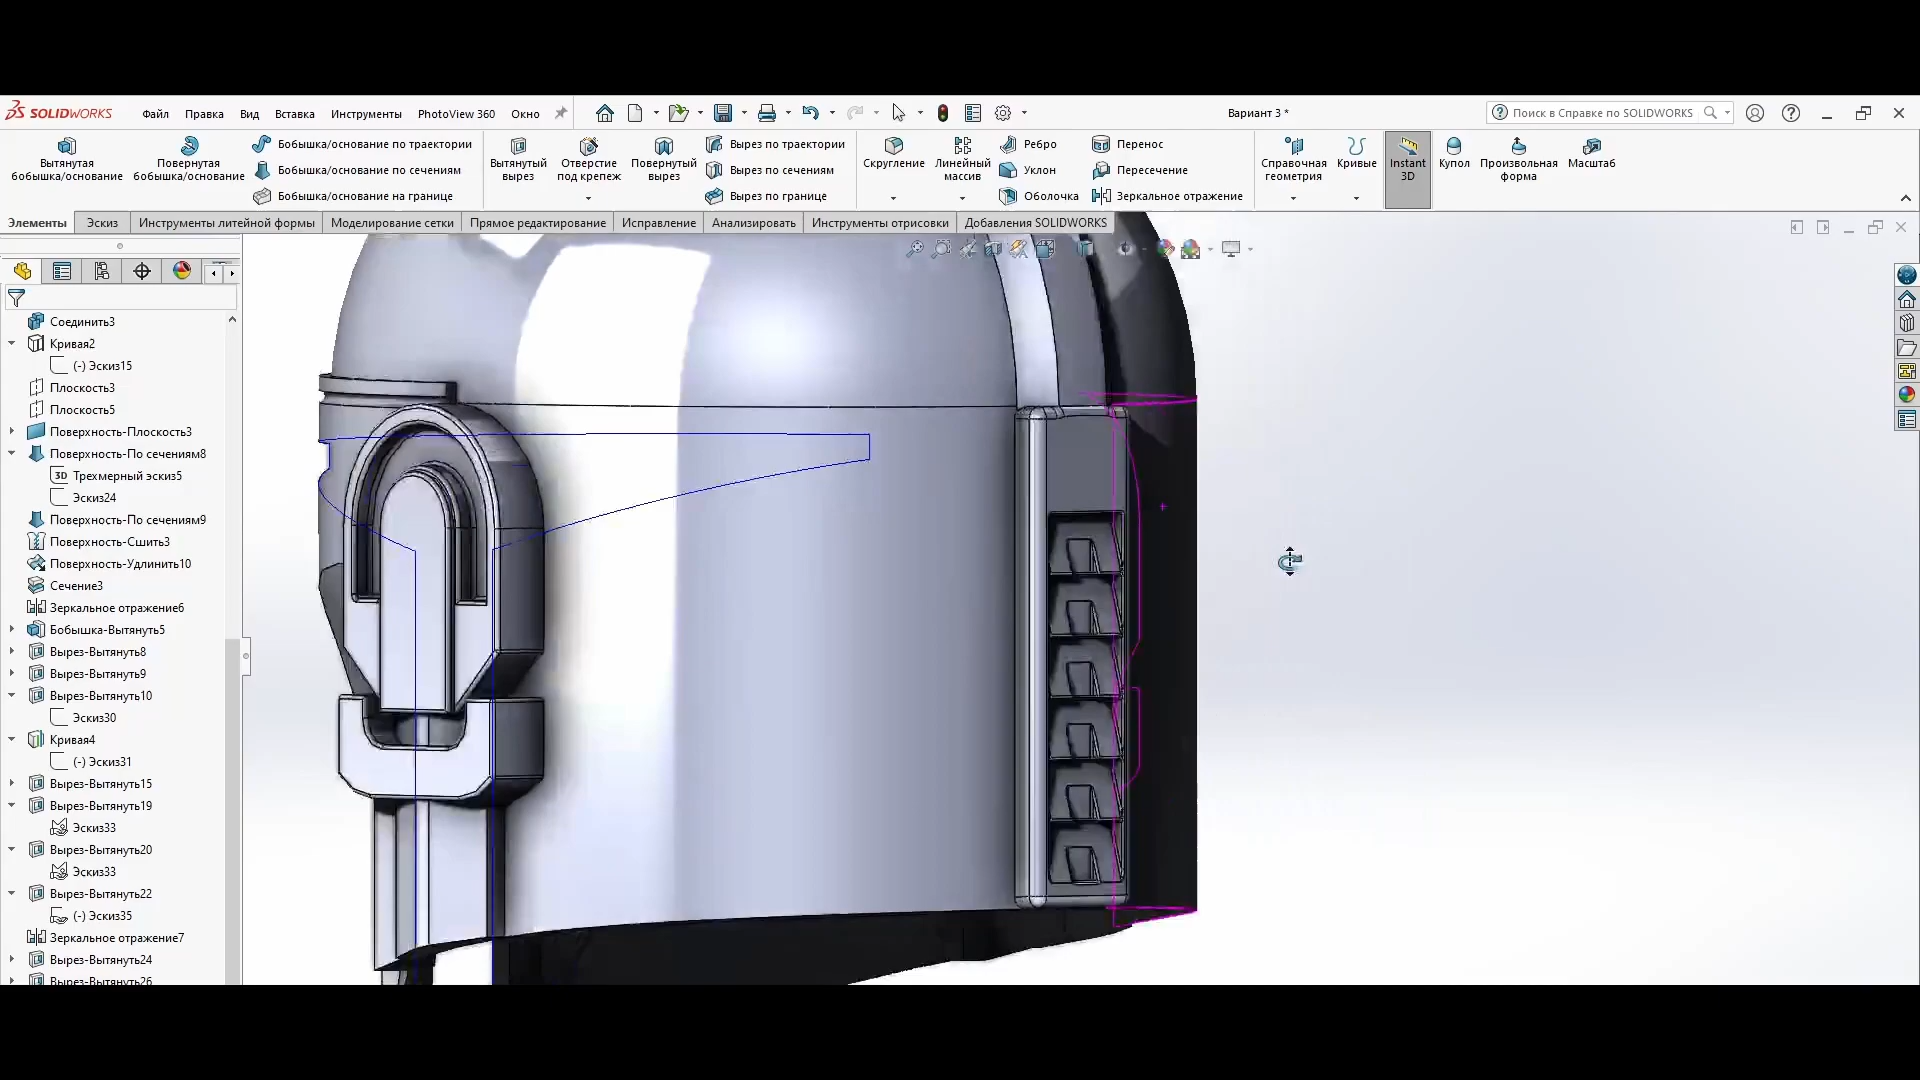 SOLIDWORKS Файл Правка Вид Вставка Инструменты PhotoView 360 Окно Вариант 3 * Поиск в Справке по SOLIDWORKS
Вытянутая бобышка/основание
Повернутая бобышка/основание
Бобышка/основание по траектории
Бобышка/основание по сечениям
Бобышка/основание на границе
Вытянутый вырез
Отверстие под крепеж
Повернутый вырез
Вырез по траектории
Вырез по сечениям
Вырез по границе
Скругление
Линейный массив
Ребро
Уклон
Оболочка
Перенос
Пересечение
Зеркальное отражение
Справочная геометрия
Кривые
Instant 3D
Купол
Произвольная форма
Масштаб
Элементы Эскиз Инструменты литейной формы Моделирование сетки Прямое редактирование Исправление Анализировать Инструменты отрисовки Добавления SOLIDWORKS
Соединить3
Кривая2
(-) Эскиз15
Плоскость3
Плоскость5
Поверхность-Плоскость3
Поверхность-По сечениям8
3D Трехмерный эскиз5
Эскиз24
Поверхность-По сечениям9
Поверхность-Сшить3
Поверхность-Удлинить10
Сечение3
Зеркальное отражение6
Бобышка-Вытянуть5
Вырез-Вытянуть8
Вырез-Вытянуть9
Вырез-Вытянуть10
Эскиз30
Кривая4
(-) Эскиз31
Вырез-Вытянуть15
Вырез-Вытянуть19
Эскиз33
Вырез-Вытянуть20
Эскиз33
Вырез-Вытянуть22
(-) Эскиз35
Зеркальное отражение7
Вырез-Вытянуть24
Вырез-Вытянуть26